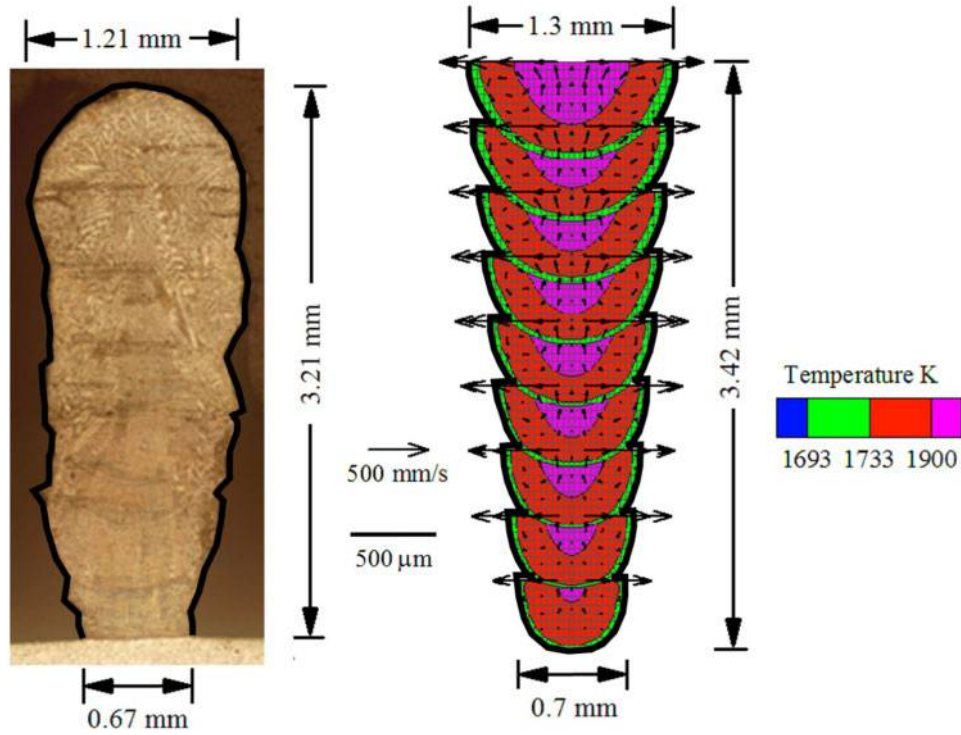 1.21 mm
1.3 mm
3.21 mm
3.42 mm
Temperature K
1693 1733 1900
500 mm/s
500 μm
0.67 mm
0.7 mm